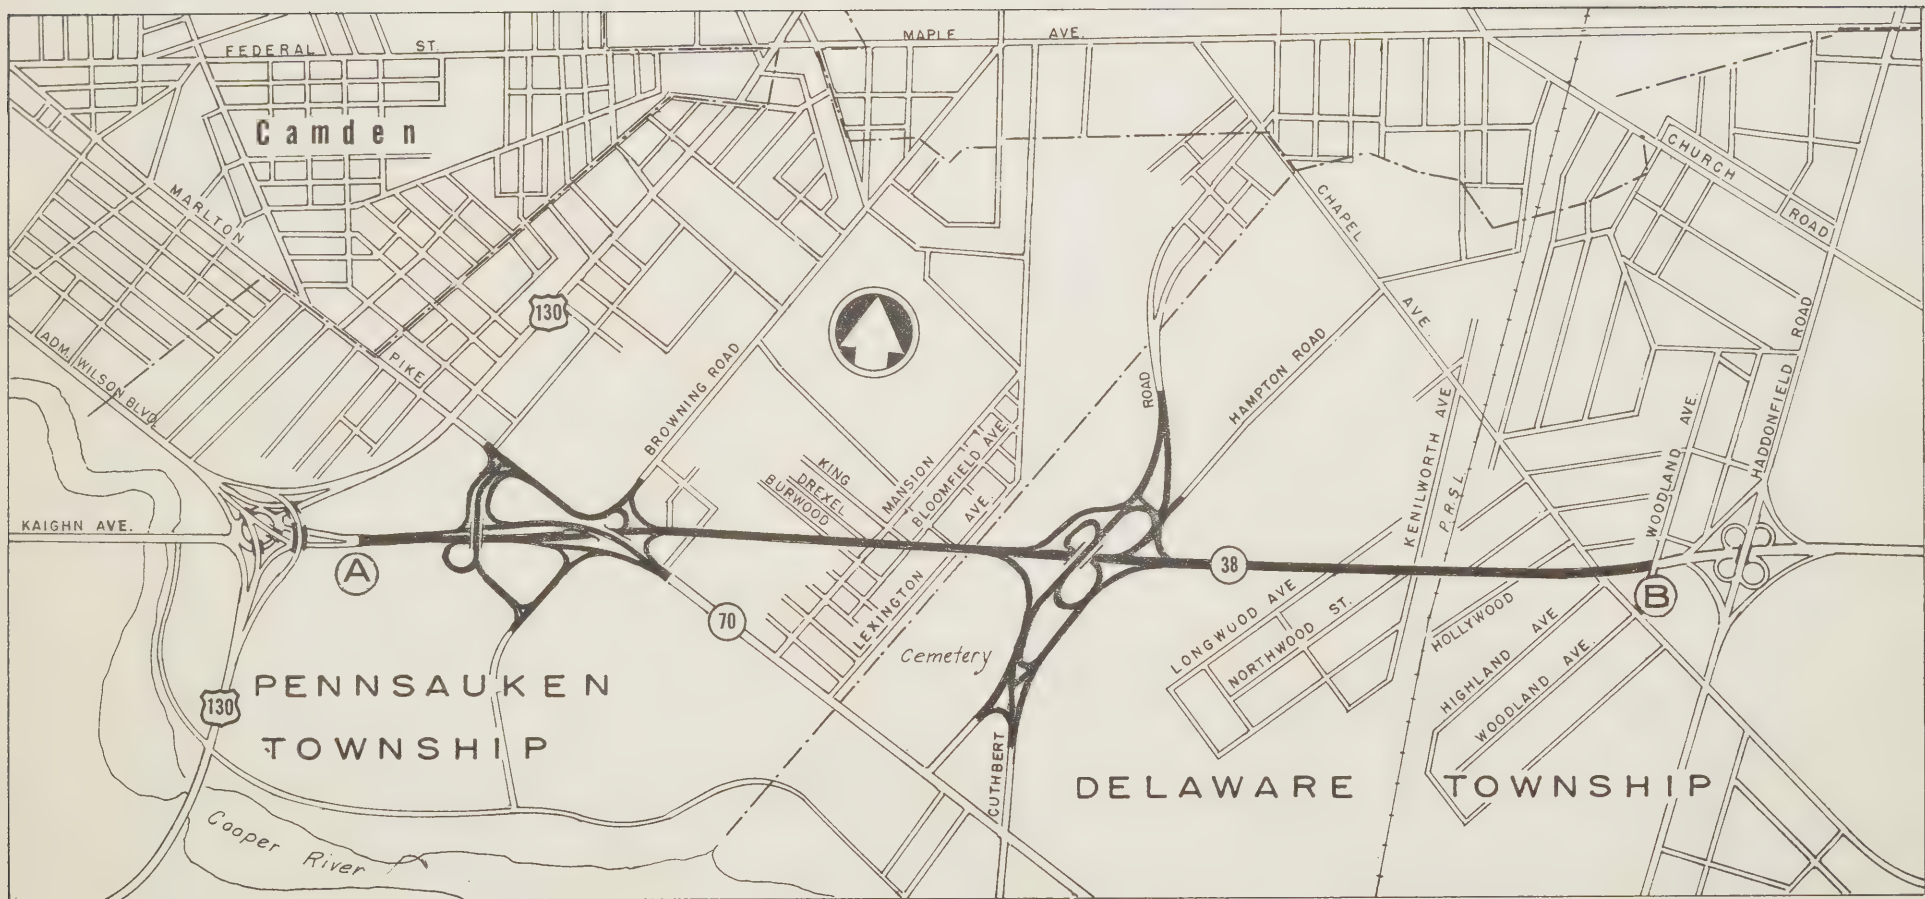 FEDERAL ST.
MAPLE AVE.
Camden
CHURCH ROAD
MARLTON PIKE
CHAPEL AVE.
130
ADM. WILSON BLVD.
BROWNING ROAD
HAMPTON ROAD
ROAD
HADDONFIELD ROAD
KENILWORTH AVE
P.R.S.L.
WOODLAND AVE.
KING
DREXEL
BURWOOD
MANSION
BLOOMFIELD AVE.
LEXINGTON AVE.
KAIGHN AVE.
A
38
B
70
LONGWOOD AVE
NORTHWOOD ST.
HOLLYWOOD
HIGHLAND AVE
WOODLAND AVE.
Cemetery
130
PENNSAUKEN
TOWNSHIP
CUTHBERT
DELAWARE TOWNSHIP
Cooper River